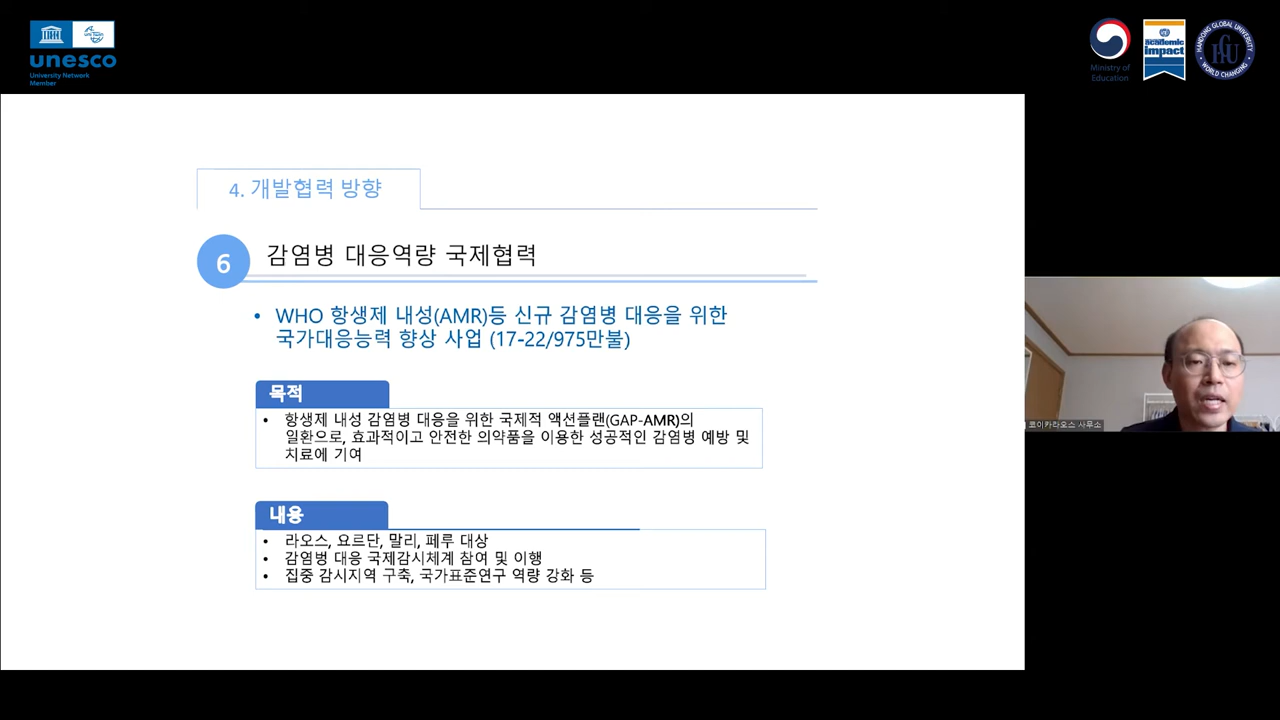 unesco
University Network
Member
Ministry of
Education
academic
impact
HANDONG GLOBAL UNIVERSITY
WORLD CHANGING
4. 개발협력 방향
6 감염병 대응역량 국제협력
• WHO 항생제 내성(AMR)등 신규 감염병 대응을 위한
국가대응능력 향상 사업 (17-22/975만불)
목적
• 항생제 내성 감염병 대응을 위한 국제적 액션플랜(GAP-AMR)의
일환으로, 효과적이고 안전한 의약품을 이용한 성공적인 감염병 예방 및
치료에 기여
내용
• 라오스, 요르단, 말리, 페루 대상
• 감염병 대응 국제감시체계 참여 및 이행
• 집중 감시지역 구축, 국가표준연구 역량 강화 등
코이카라오스 사무소